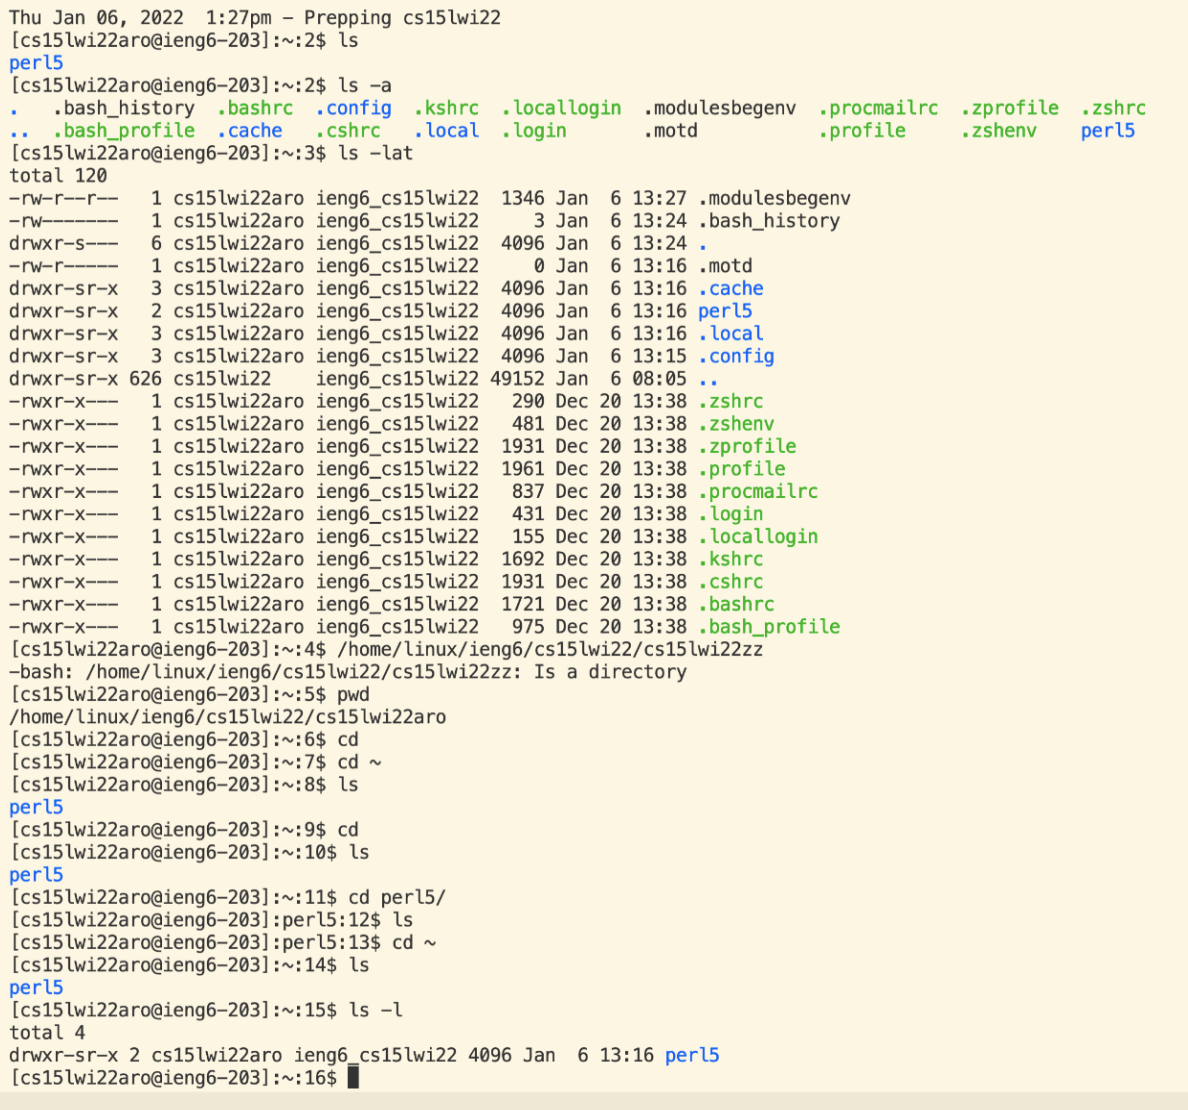 Thu Jan 06, 2022  1:27pm - Prepping cs15lwi22
[cs15lwi22aro@ieng6-203]:~:2$ ls
perl5
[cs15lwi22aro@ieng6-203]:~:2$ ls -a
.   .bash_history  .bashrc  .config  .kshrc  .locallogin  .modulesbegenv  .procmailrc  .zprofile  .zshrc
..  .bash_profile  .cache   .cshrc   .local  .login       .motd           .profile     .zshenv    perl5
[cs15lwi22aro@ieng6-203]:~:3$ ls -lat
total 120
-rw-r--r--   1 cs15lwi22aro ieng6_cs15lwi22  1346 Jan  6 13:27 .modulesbegenv
-rw-------   1 cs15lwi22aro ieng6_cs15lwi22     3 Jan  6 13:24 .bash_history
drwxr-s---   6 cs15lwi22aro ieng6_cs15lwi22  4096 Jan  6 13:24 .
-rw-r-----   1 cs15lwi22aro ieng6_cs15lwi22     0 Jan  6 13:16 .motd
drwxr-sr-x   3 cs15lwi22aro ieng6_cs15lwi22  4096 Jan  6 13:16 .cache
drwxr-sr-x   2 cs15lwi22aro ieng6_cs15lwi22  4096 Jan  6 13:16 perl5
drwxr-sr-x   3 cs15lwi22aro ieng6_cs15lwi22  4096 Jan  6 13:16 .local
drwxr-sr-x   3 cs15lwi22aro ieng6_cs15lwi22  4096 Jan  6 13:15 .config
drwxr-sr-x 626 cs15lwi22    ieng6_cs15lwi22 49152 Jan  6 08:05 ..
-rwxr-x---   1 cs15lwi22aro ieng6_cs15lwi22   290 Dec 20 13:38 .zshrc
-rwxr-x---   1 cs15lwi22aro ieng6_cs15lwi22   481 Dec 20 13:38 .zshenv
-rwxr-x---   1 cs15lwi22aro ieng6_cs15lwi22  1931 Dec 20 13:38 .zprofile
-rwxr-x---   1 cs15lwi22aro ieng6_cs15lwi22  1961 Dec 20 13:38 .profile
-rwxr-x---   1 cs15lwi22aro ieng6_cs15lwi22   837 Dec 20 13:38 .procmailrc
-rwxr-x---   1 cs15lwi22aro ieng6_cs15lwi22   431 Dec 20 13:38 .login
-rwxr-x---   1 cs15lwi22aro ieng6_cs15lwi22   155 Dec 20 13:38 .locallogin
-rwxr-x---   1 cs15lwi22aro ieng6_cs15lwi22  1692 Dec 20 13:38 .kshrc
-rwxr-x---   1 cs15lwi22aro ieng6_cs15lwi22  1931 Dec 20 13:38 .cshrc
-rwxr-x---   1 cs15lwi22aro ieng6_cs15lwi22  1721 Dec 20 13:38 .bashrc
-rwxr-x---   1 cs15lwi22aro ieng6_cs15lwi22   975 Dec 20 13:38 .bash_profile
[cs15lwi22aro@ieng6-203]:~:4$ /home/linux/ieng6/cs15lwi22/cs15lwi22zz
-bash: /home/linux/ieng6/cs15lwi22/cs15lwi22zz: Is a directory
[cs15lwi22aro@ieng6-203]:~:5$ pwd
/home/linux/ieng6/cs15lwi22/cs15lwi22aro
[cs15lwi22aro@ieng6-203]:~:6$ cd
[cs15lwi22aro@ieng6-203]:~:7$ cd ~
[cs15lwi22aro@ieng6-203]:~:8$ ls
perl5
[cs15lwi22aro@ieng6-203]:~:9$ cd
[cs15lwi22aro@ieng6-203]:~:10$ ls
perl5
[cs15lwi22aro@ieng6-203]:~:11$ cd perl5/
[cs15lwi22aro@ieng6-203]:perl5:12$ ls
[cs15lwi22aro@ieng6-203]:perl5:13$ cd ~
[cs15lwi22aro@ieng6-203]:~:14$ ls
perl5
[cs15lwi22aro@ieng6-203]:~:15$ ls -l
total 4
drwxr-sr-x 2 cs15lwi22aro ieng6_cs15lwi22 4096 Jan  6 13:16 perl5
[cs15lwi22aro@ieng6-203]:~:16$